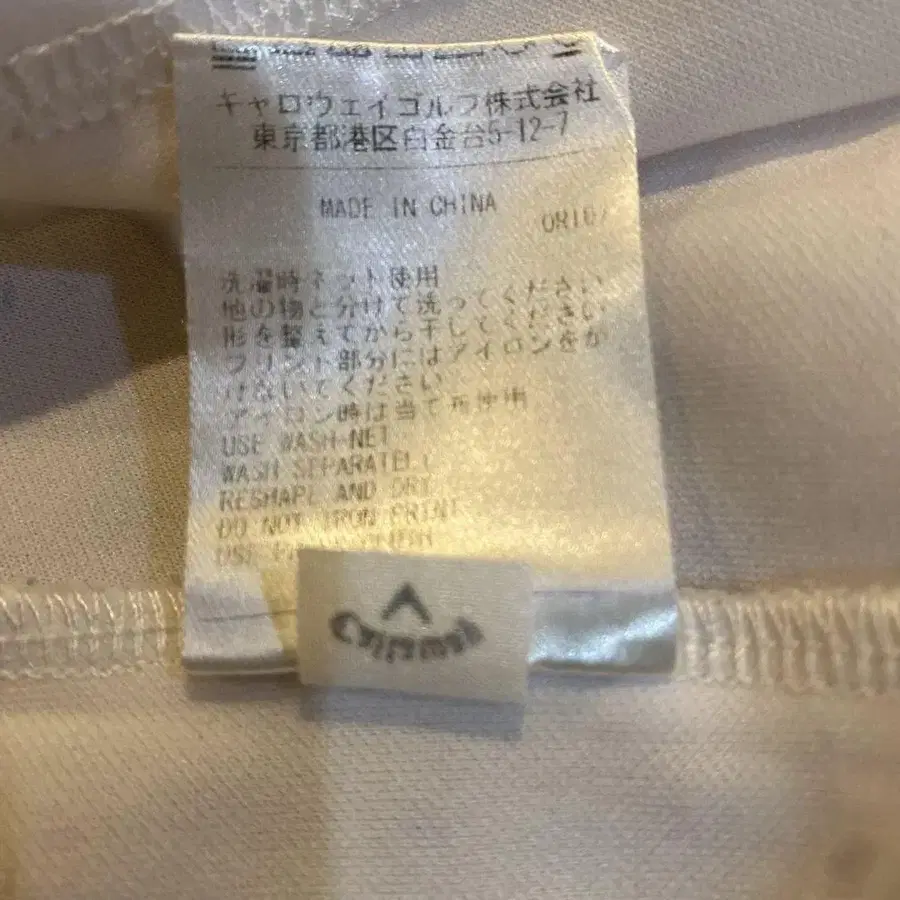 キャロウェイゴルフ株式会社
東京都港区白金台5-12-7
MADE IN CHINA
洗濯時ネット使用
他の物と分けて洗ってください
形を整えてから干してください
プリント部分にはアイロンをか
けないでください
アイロン時は当て布使用
USE WASH-NET
WASH SEPARATELY
RESHAPE AND DRY
DO NOT IRON PRINT
USE
Callaway